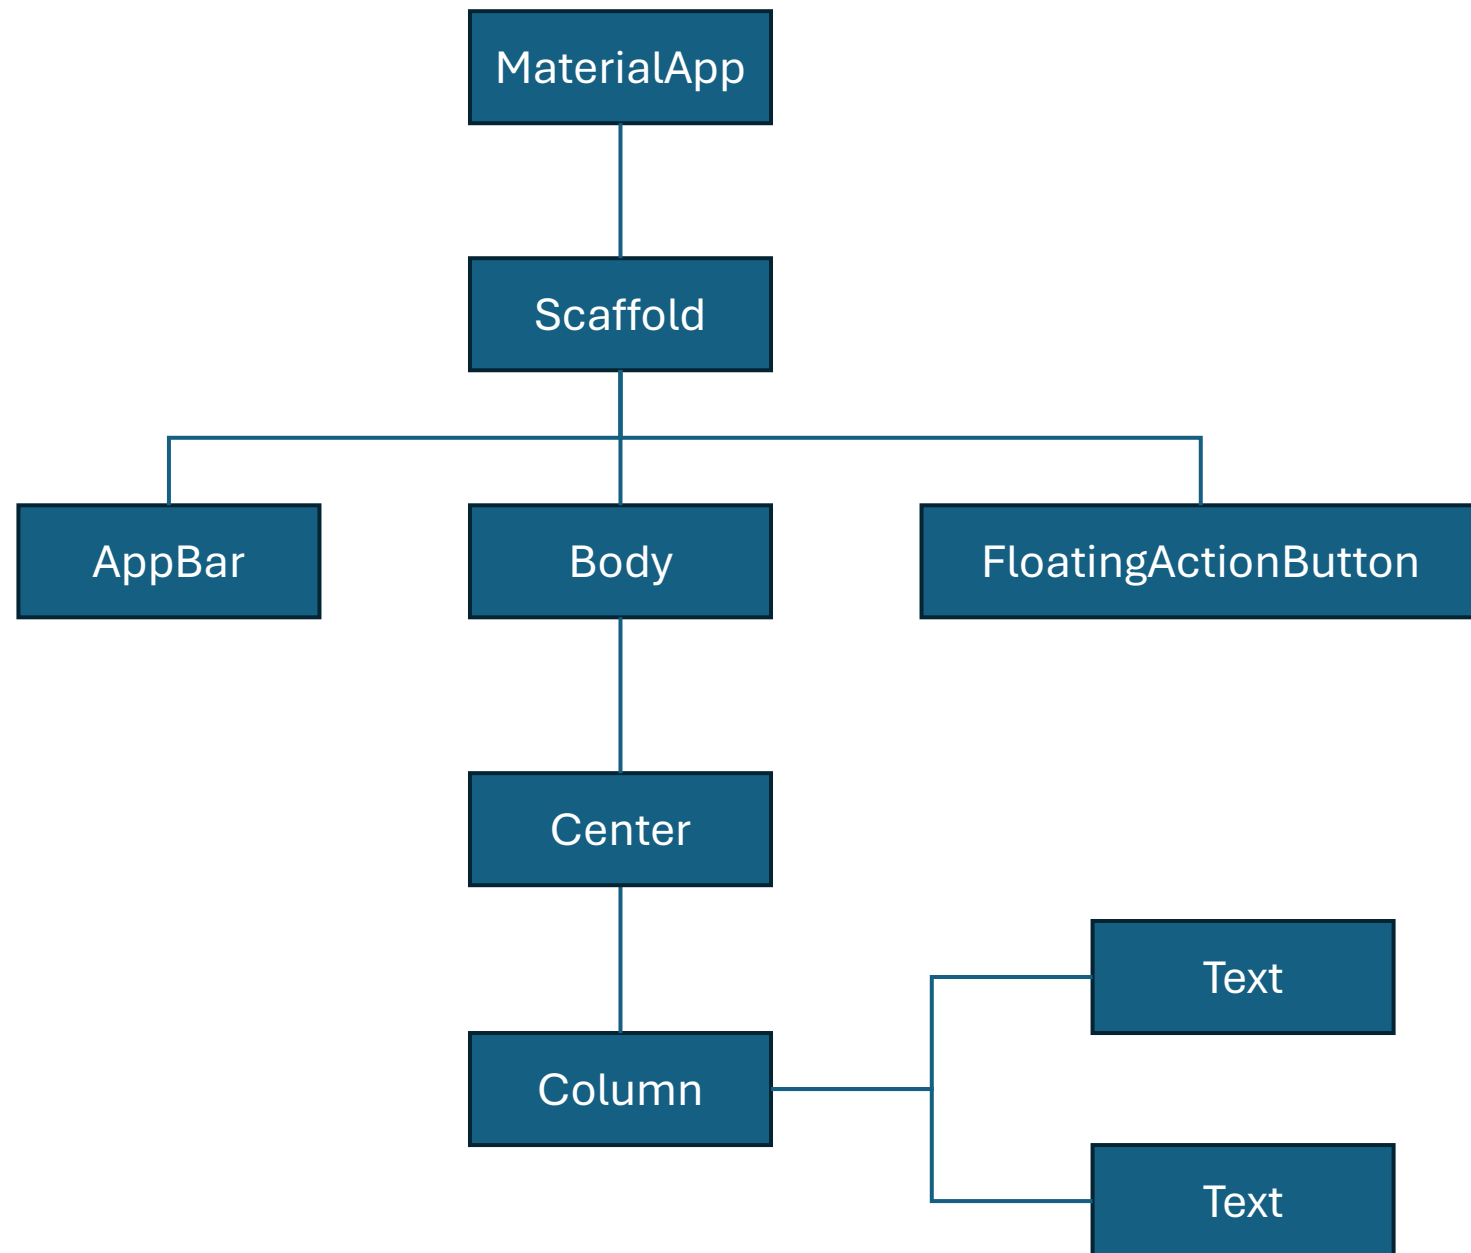 MaterialApp
Scaffold
AppBar
Body
FloatingActionButton
Center
Column
Text
Text